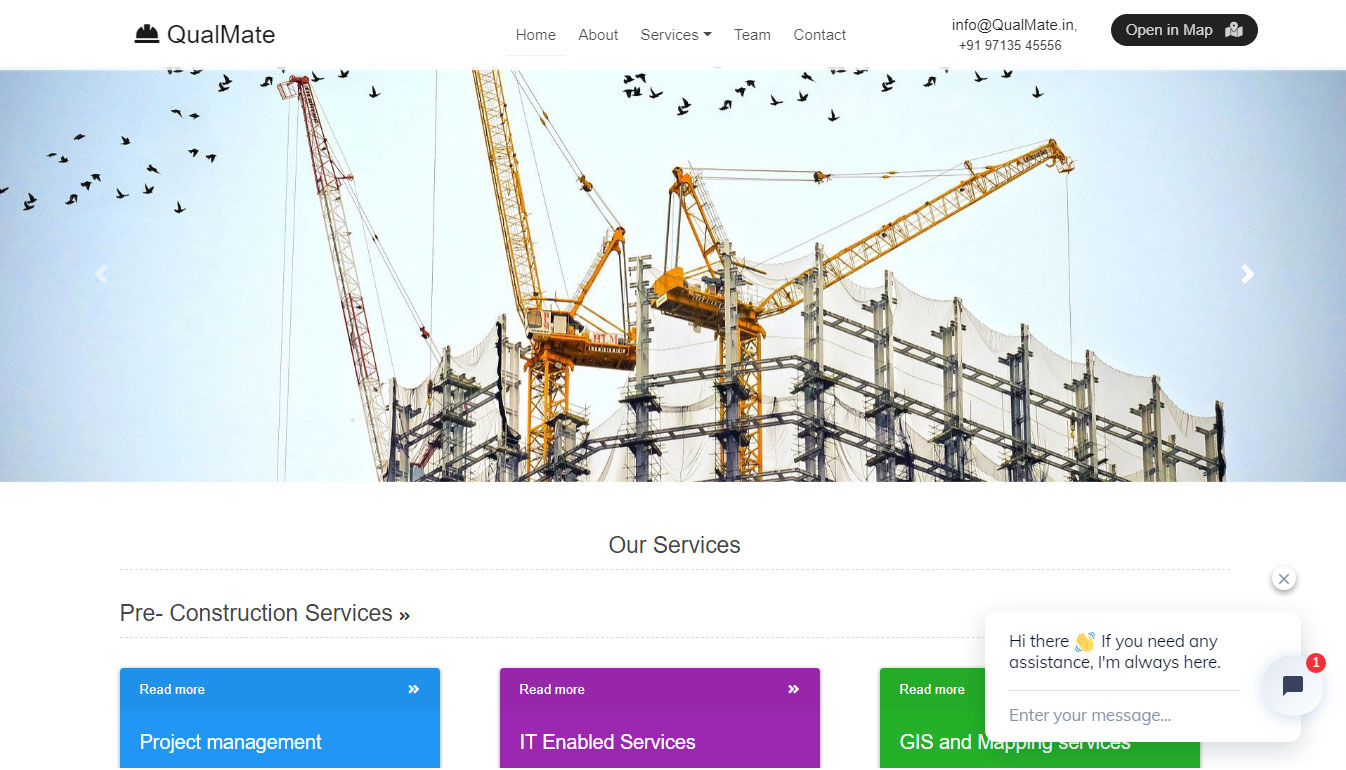 QualMate
Home About Services Team Contact
info@QualMate.in,
+91 97135 45556
Open in Map
Our Services
Pre- Construction Services »
Read more »
Project management
Read more »
IT Enabled Services
Read more
GIS and Mapping services
Hi there 👋 If you need any
assistance, I'm always here.
Enter your message...
1